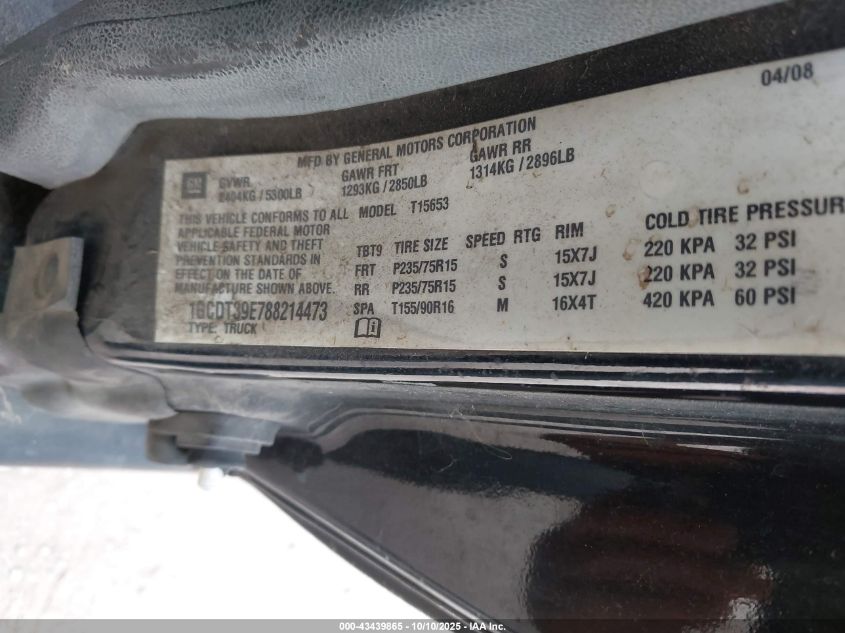 04/08
MFD BY GENERAL MOTORS CORPORATION
GM
GVWR GAWR FRT GAWR RR
2404KG / 5300LB 1293KG / 2850LB 1314KG / 2896LB
THIS VEHICLE CONFORMS TO ALL MODEL T15653
APPLICABLE FEDERAL MOTOR
VEHICLE SAFETY AND THEFT
PREVENTION STANDARDS IN
EFFECT ON THE DATE OF
MANUFACTURE SHOWN ABOVE.
1GCDT39E788214473
TYPE: TRUCK
TBT9 TIRE SIZE SPEED RTG RIM COLD TIRE PRESSUR
FRT P235/75R15 S 15X7J 220 KPA 32 PSI
RR P235/75R15 S 15X7J 220 KPA 32 PSI
SPA T155/90R16 M 16X4T 420 KPA 60 PSI
000-43439865 - 10/10/2025 - IAA Inc.